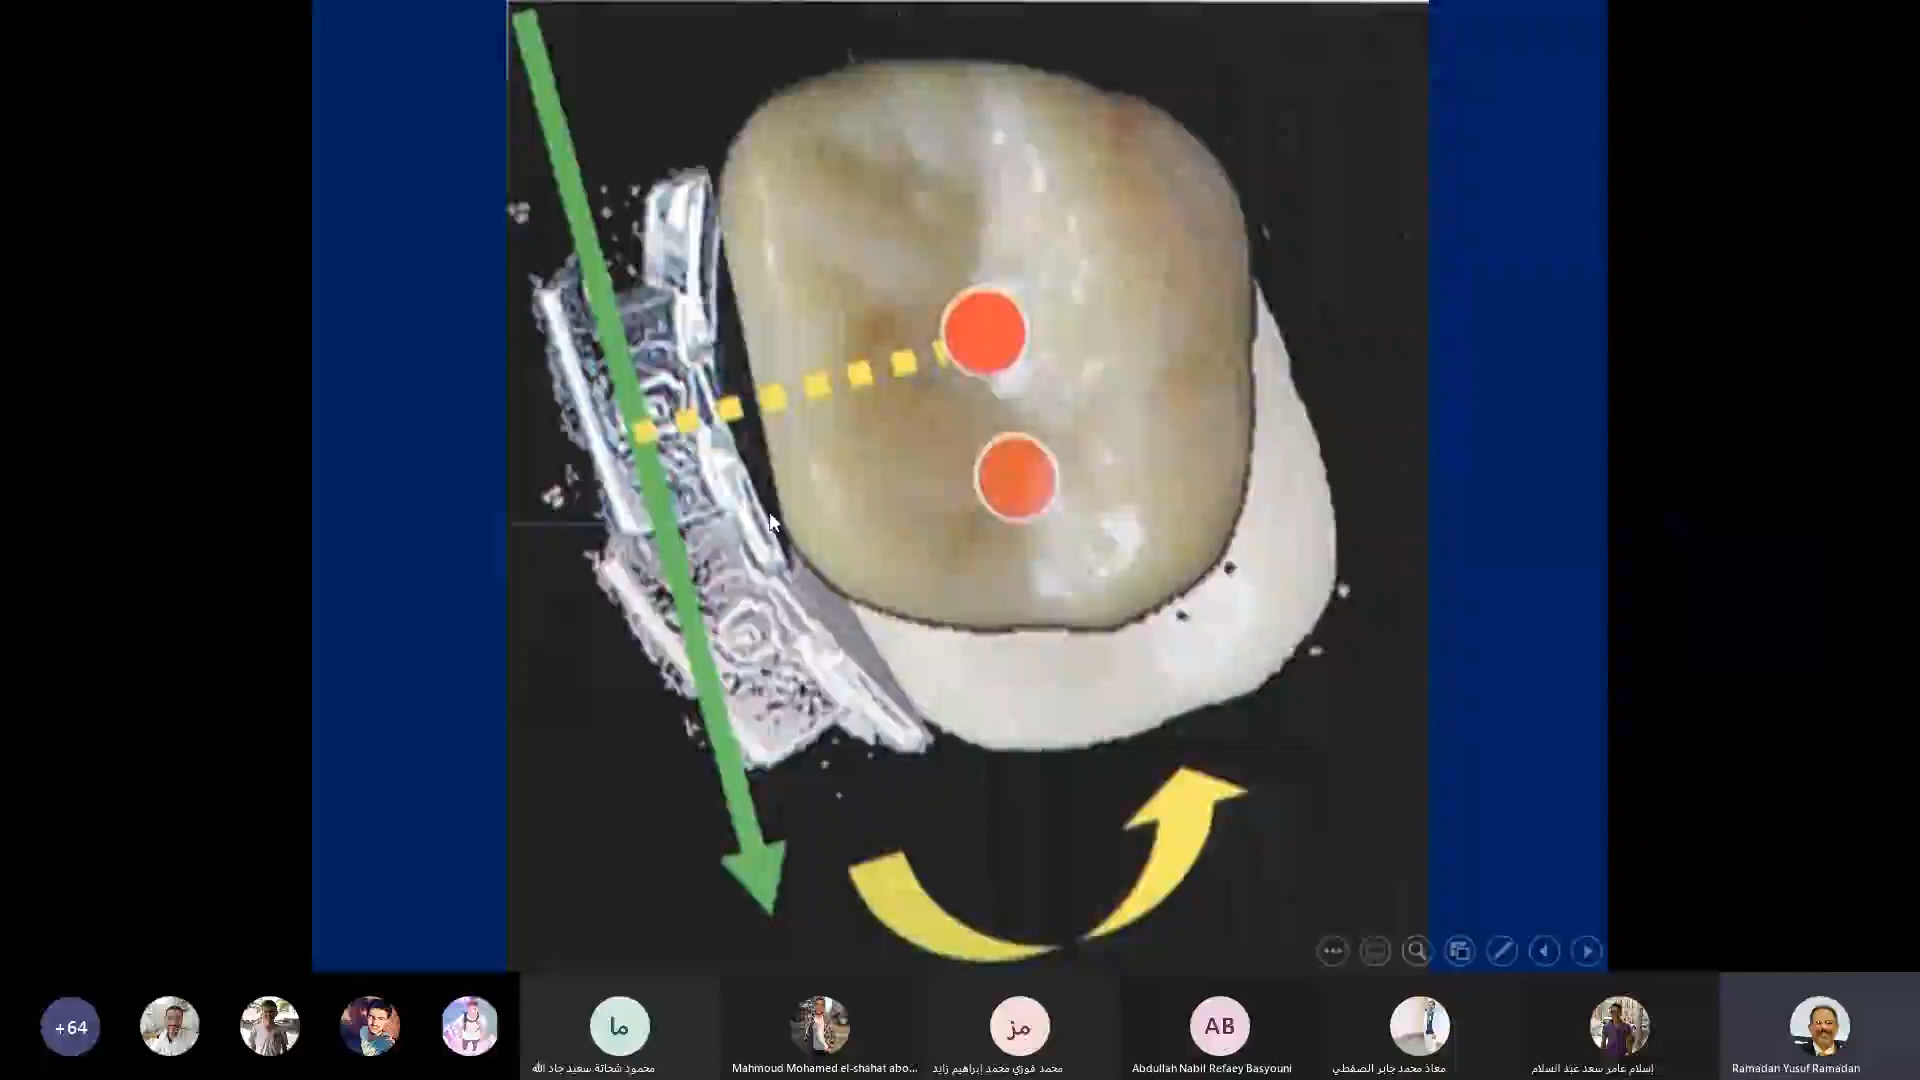 +64
ما
مز
AB
محمود شحاتة سعيد جاد الله
Mahmoud Mohamed el-shahat abo...
محمد فوزي محمد إبراهيم زايد
Abdullah Nabil Refaey Basyouni
معاذ محمد جابر الصفطي
إسلام عامر سعد عبد السلام
Ramadan Yusuf Ramadan